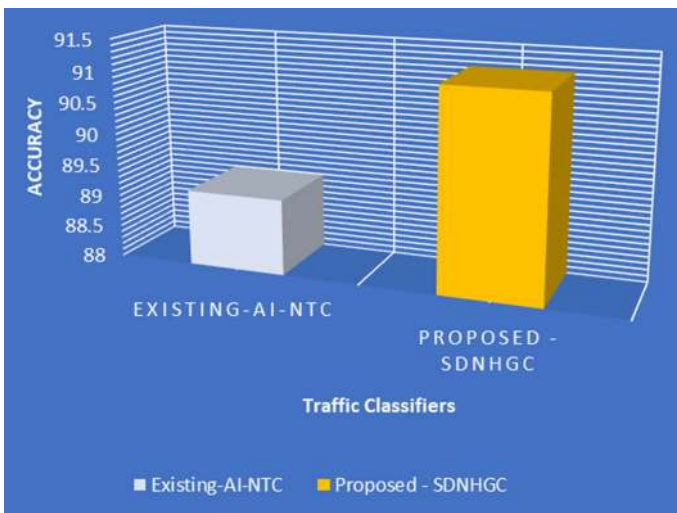 91.5
91
90.5
90
89.5
89
88.5
88
ACCURACY
EXISTING-AI-NTC
PROPOSED -
SDNHGC
Traffic Classifiers
Existing-AI-NTC
Proposed - SDNHGC